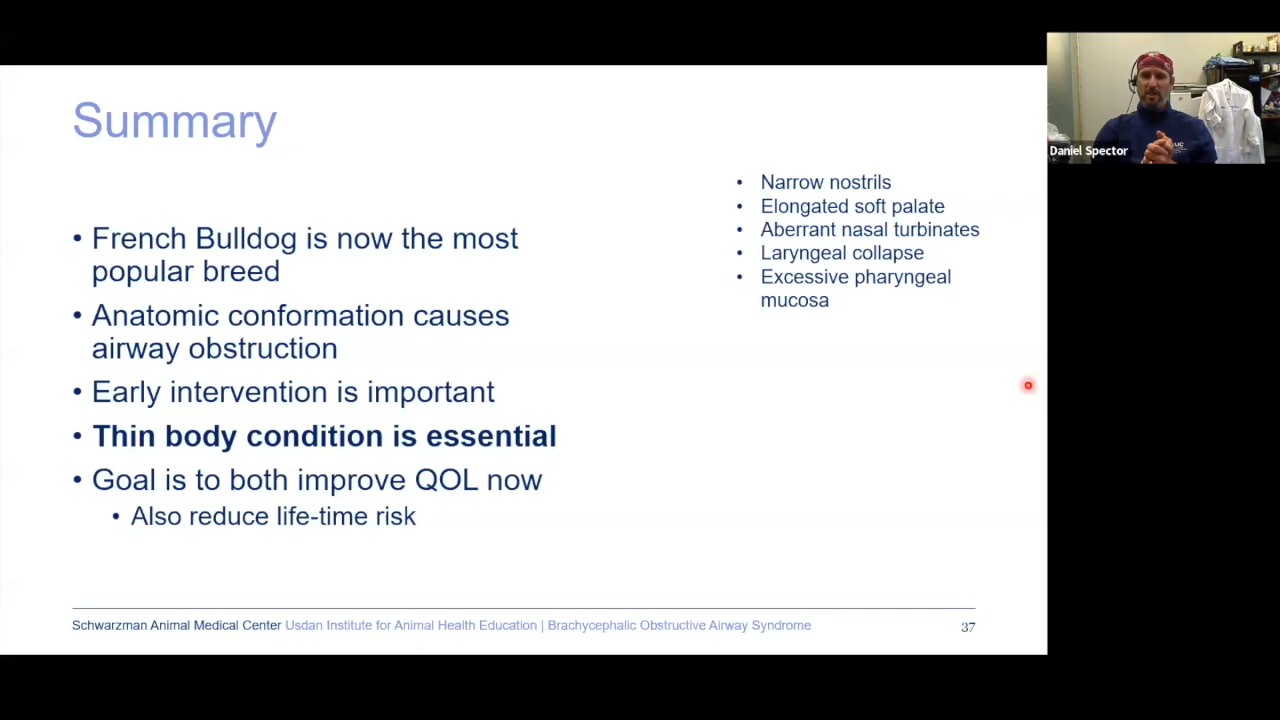 Summary
• French Bulldog is now the most
popular breed
• Anatomic conformation causes
airway obstruction
• Early intervention is important
• Thin body condition is essential
• Goal is to both improve QOL now
• Also reduce life-time risk
• Narrow nostrils
• Elongated soft palate
• Aberrant nasal turbinates
• Laryngeal collapse
• Excessive pharyngeal
mucosa
Daniel Spector
Schwarzman Animal Medical Center Usdan Institute for Animal Health Education | Brachycephalic Obstructive Airway Syndrome
37